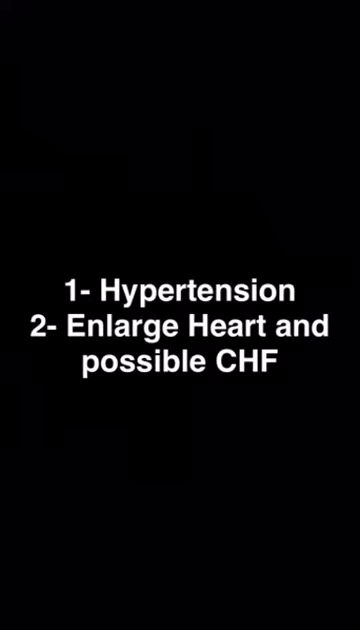 1- Hypertension
2- Enlarge Heart and
possible CHF